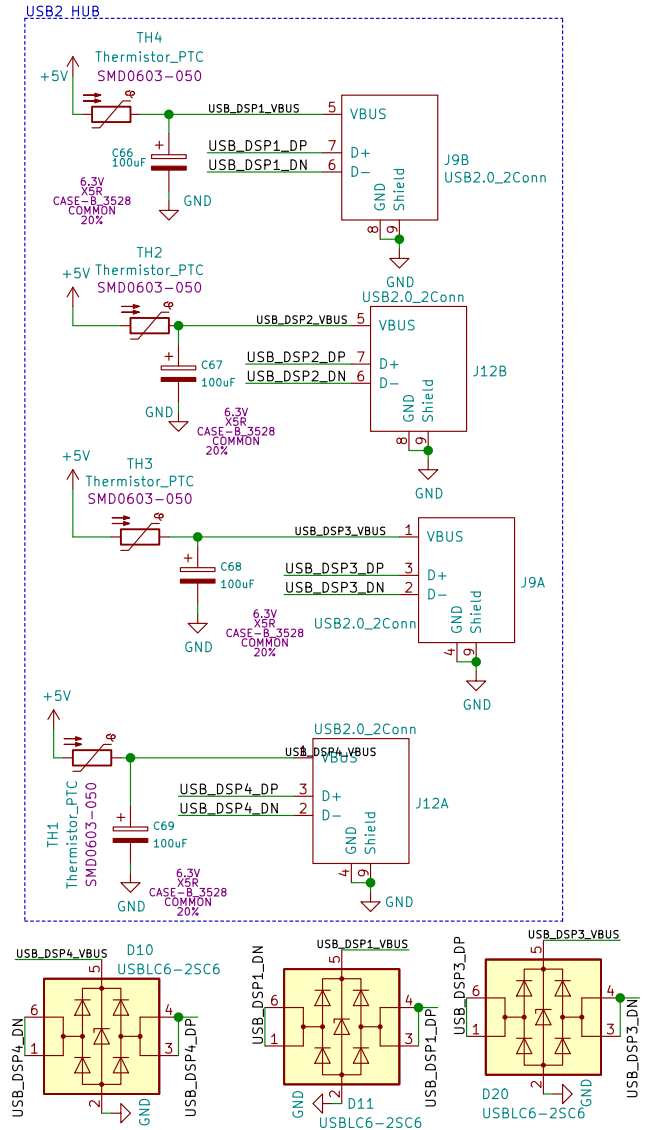 USB2 HUB
TH4
Thermistor_PTC
SMD0603-050
+5V
USB_DSP1_VBUS
5
VBUS
C66
100uF
USB_DSP1_DP
7
D+
USB_DSP1_DN
6
D-
J9B
USB2.0_2Conn
6.3V
X5R
CASE-B_3528
COMMON
20%
GND
GND
Shield
8
9
GND
USB2.0_2Conn
TH2
Thermistor_PTC
SMD0603-050
+5V
USB_DSP2_VBUS
5
VBUS
C67
100uF
USB_DSP2_DP
7
D+
USB_DSP2_DN
6
D-
J12B
GND
6.3V
X5R
CASE-B_3528
COMMON
20%
GND
Shield
8
9
GND
TH3
Thermistor_PTC
SMD0603-050
+5V
USB_DSP3_VBUS
1
VBUS
C68
100uF
USB_DSP3_DP
3
D+
USB_DSP3_DN
2
D-
J9A
USB2.0_2Conn
6.3V
X5R
CASE-B_3528
COMMON
20%
GND
GND
Shield
4
9
GND
+5V
USB2.0_2Conn
USB_DSP4_VBUS
1
VBUS
TH1
Thermistor_PTC
SMD0603-050
C69
100uF
USB_DSP4_DP
3
D+
USB_DSP4_DN
2
D-
J12A
GND
Shield
4
9
GND
6.3V
X5R
CASE-B_3528
COMMON
20%
GND
USB_DSP4_VBUS
D10
USBLC6-2SC6
5
6
4
1
3
2
USB_DSP4_DN
USB_DSP4_DP
GND
USB_DSP1_VBUS
5
USB_DSP1_DN
6
4
1
3
2
USB_DSP1_DP
GND
D11
USBLC6-2SC6
USB_DSP3_VBUS
5
USB_DSP3_DP
6
4
1
3
2
USB_DSP3_DN
GND
D20
USBLC6-2SC6